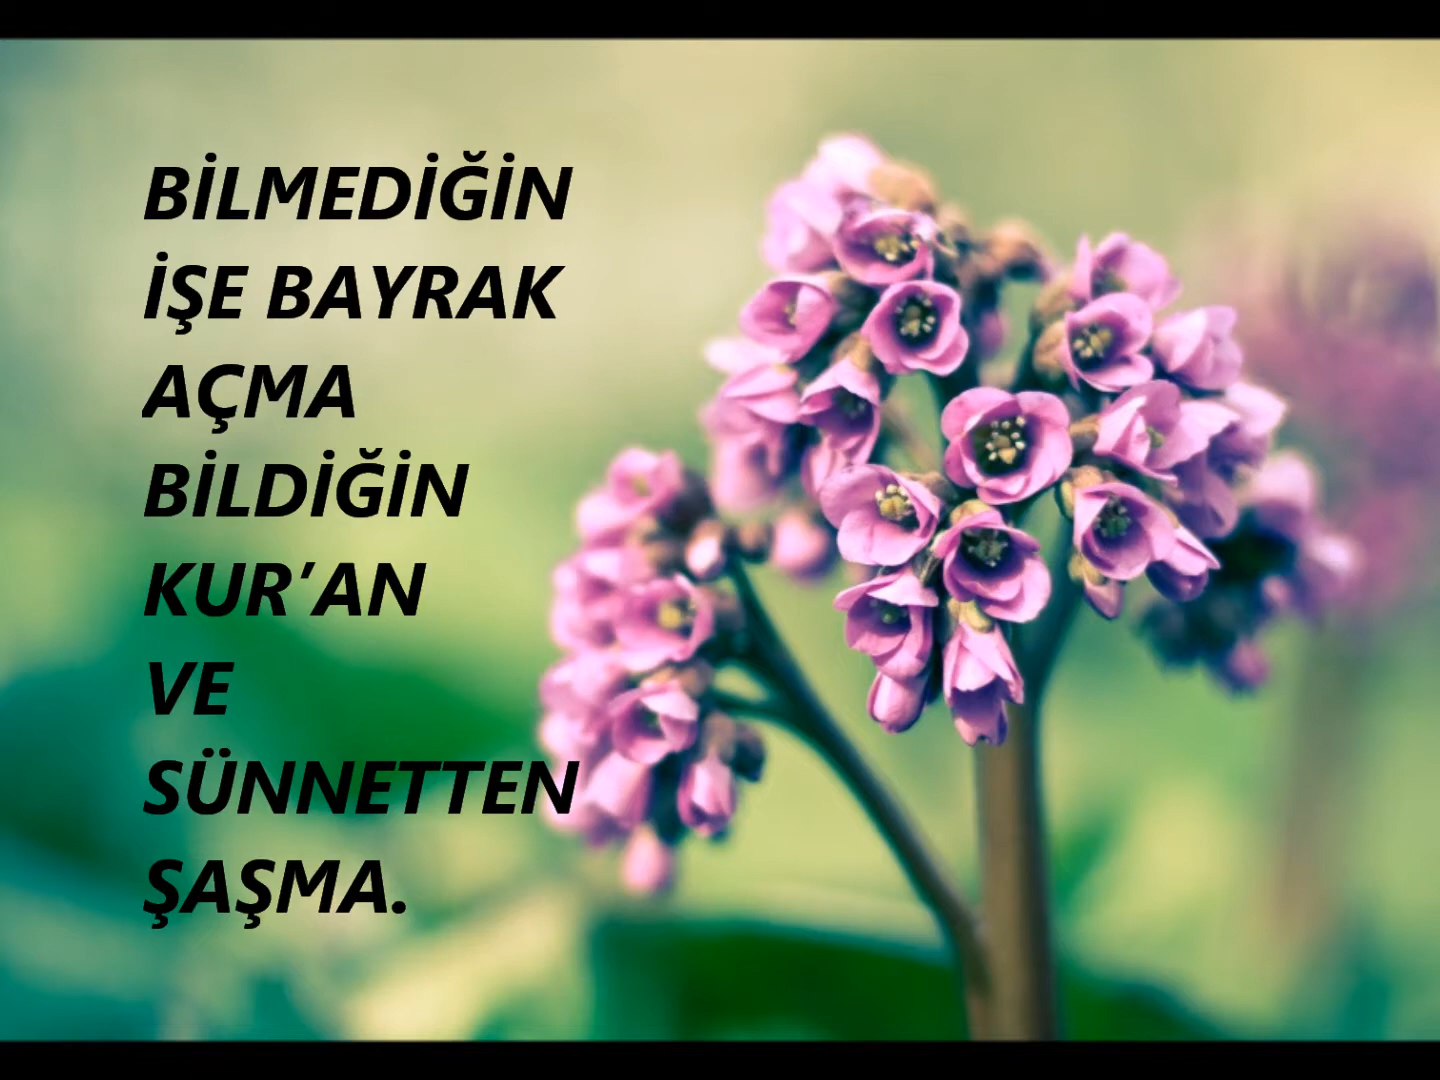 BİLMEDİĞİN
İŞE BAYRAK
AÇMA
BİLDİĞİN
KUR’AN
VE
SÜNNETTEN
ŞAŞMA.